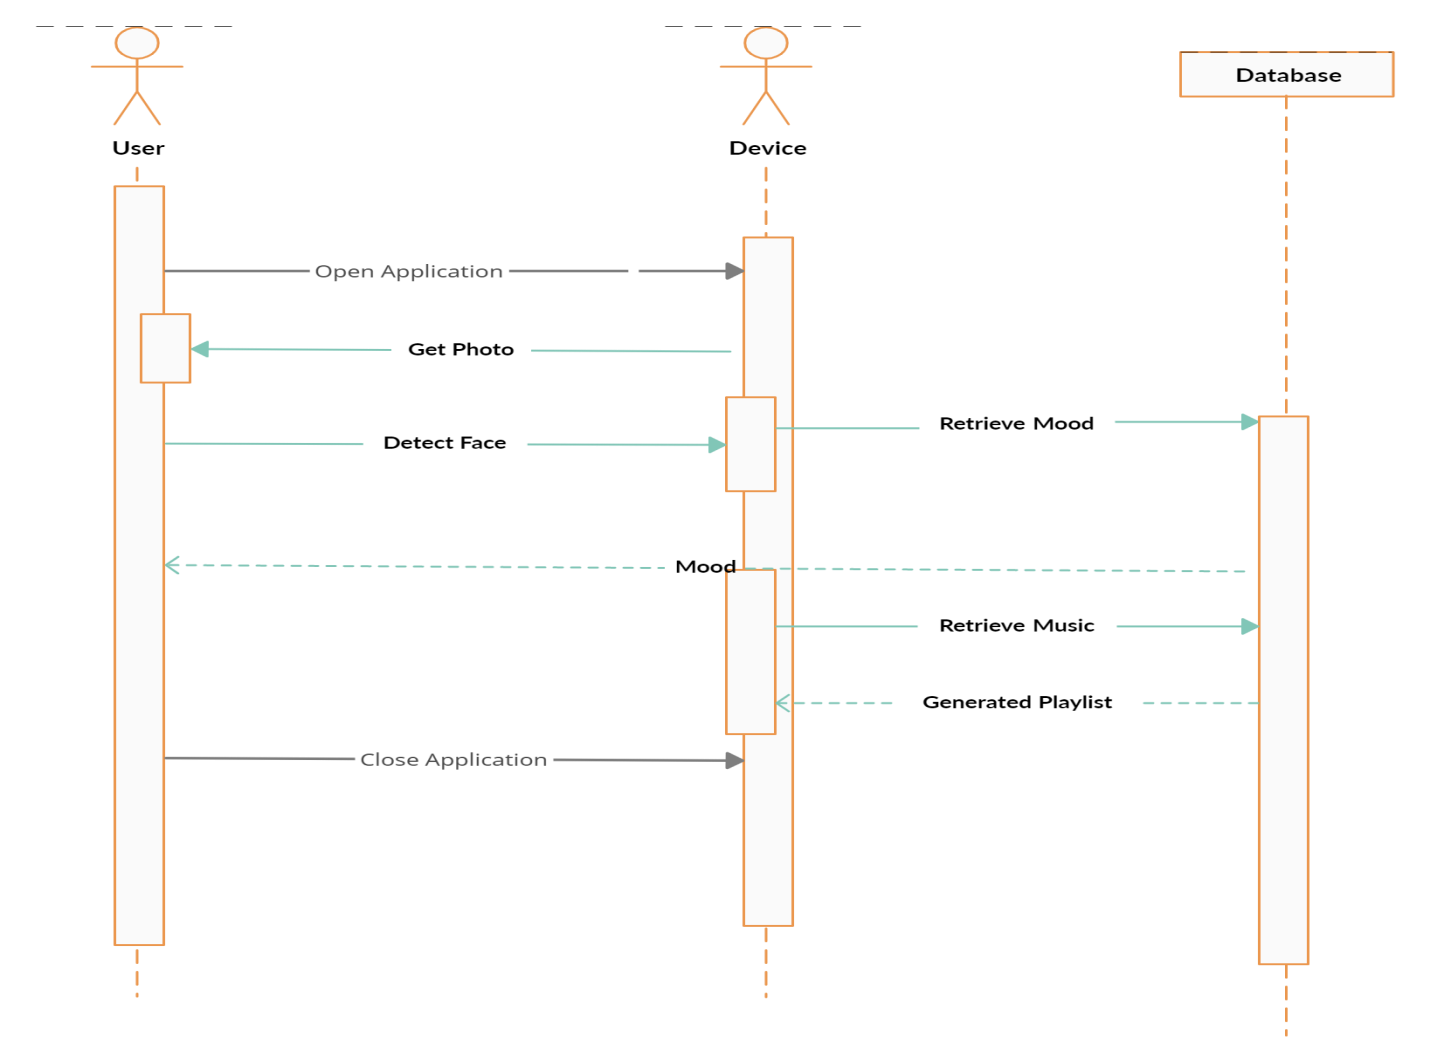 Database
User
Device
Open Application
Get Photo
Retrieve Mood
Detect Face
Mood
Retrieve Music
Generated Playlist
Close Application